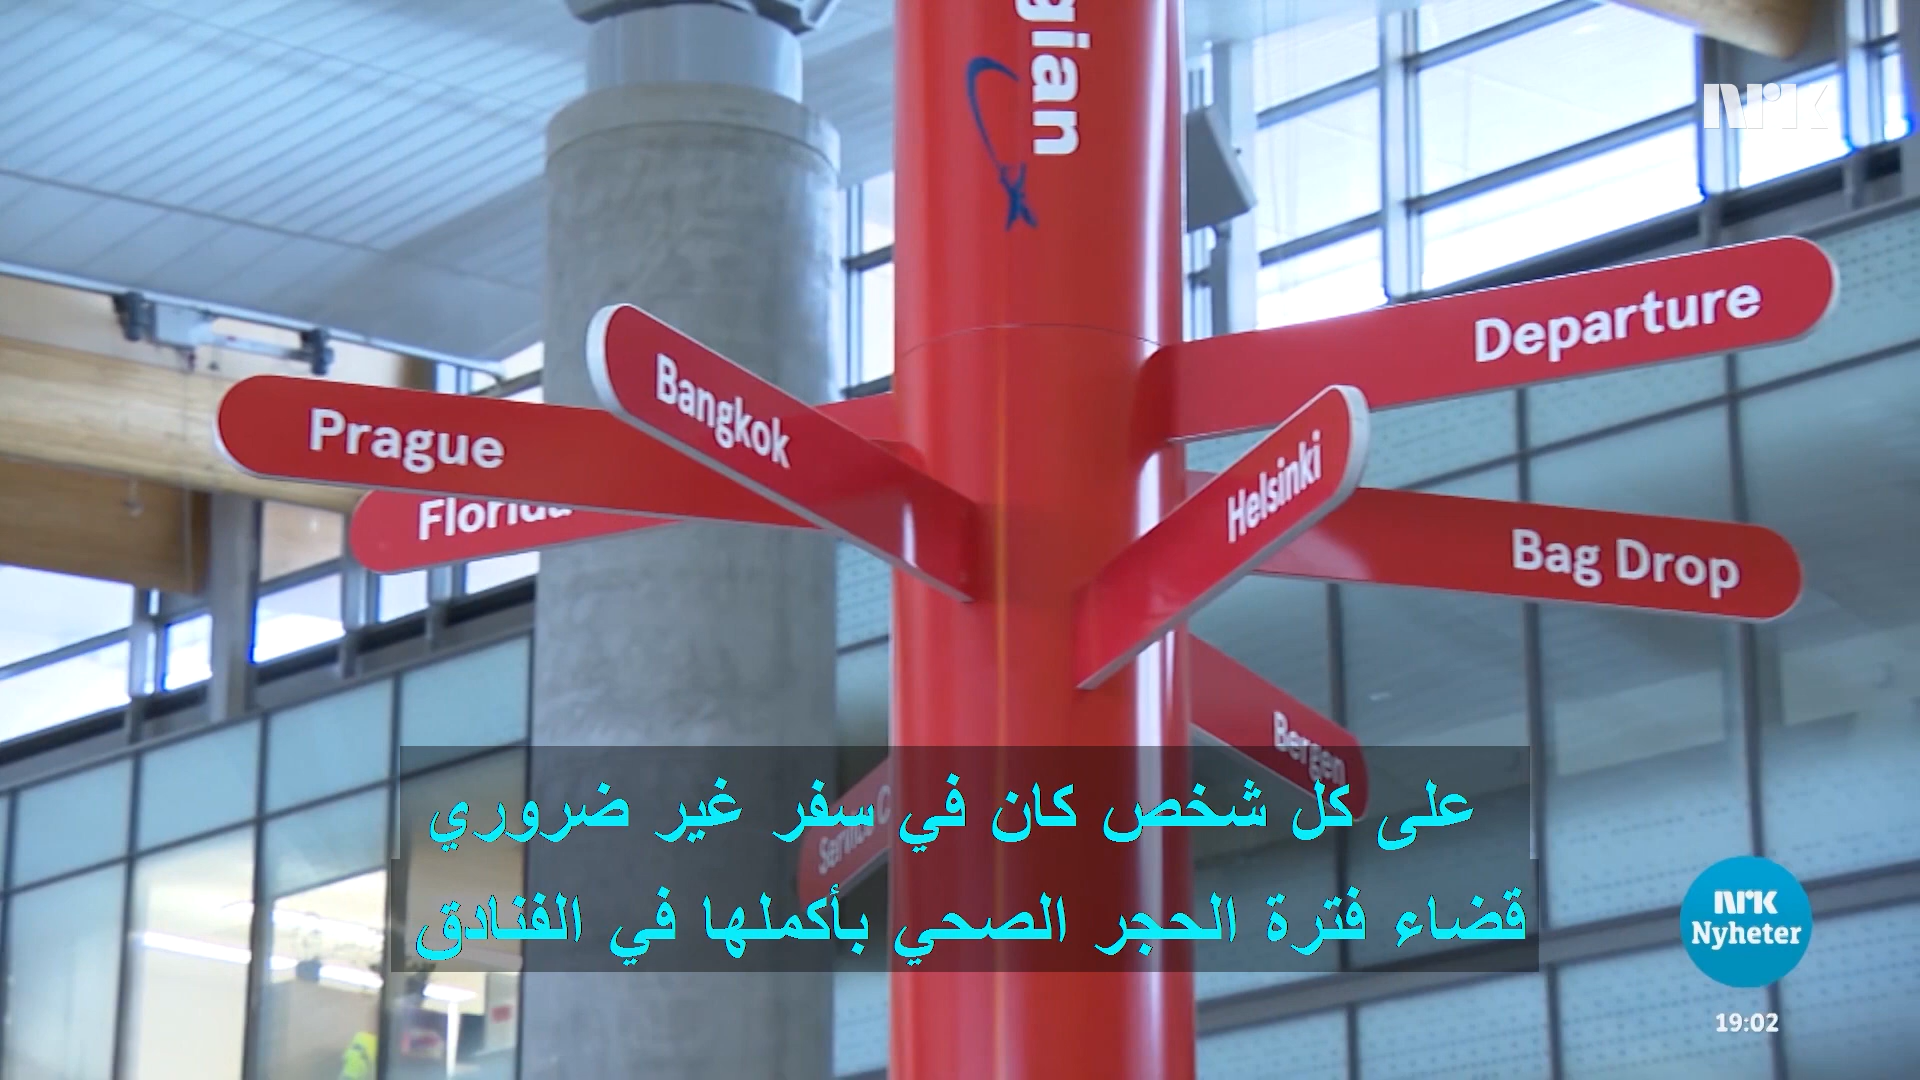 gian
NRK
Departure
Bangkok
Prague
Helsinki
Florida
Bag Drop
Bergen
على كل شخص كان في سفر غير ضروري
قضاء فترة الحجر الصحي بأكملها في الفنادق
NRK
Nyheter
19:02